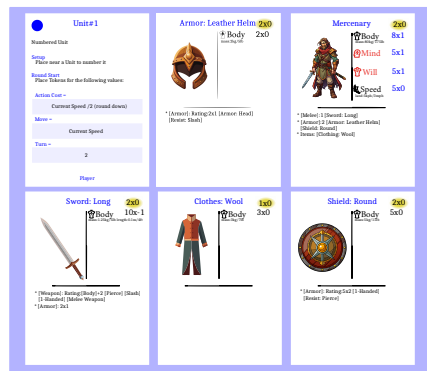 Unit#1
Numbered Unit
Setup
Place near a Unit to number it
Round Start
Place Tokens for the following values:
Action Cost ~
Current Speed /2 (round down)
Move ~
Current Speed
Turn ~
2
Player
Armor: Leather Helm 2x0
Body 2x0
* [Armor]: Rating:2x1 [Armor: Head]
[Resist: Slash]
Mercenary 2x0
Body 8x1
Mind 5x1
Will 5x1
Speed 5x0
* [Melee]:1 [Sword: Long]
* [Armor]:2 [Armor: Leather Helm]
[Shield: Round]
* Items: [Clothing: Wool]
Sword: Long 2x0
Body 10x-1
* [Weapon]: Rating:[Body]+2 [Pierce] [Slash]
[1-Handed] [Melee Weapon]
* [Armor]: 2x1
Clothes: Wool 1x0
Body 3x0
Shield: Round 2x0
Body 5x0
* [Armor]: Rating:5x2 [1-Handed]
[Resist: Pierce]